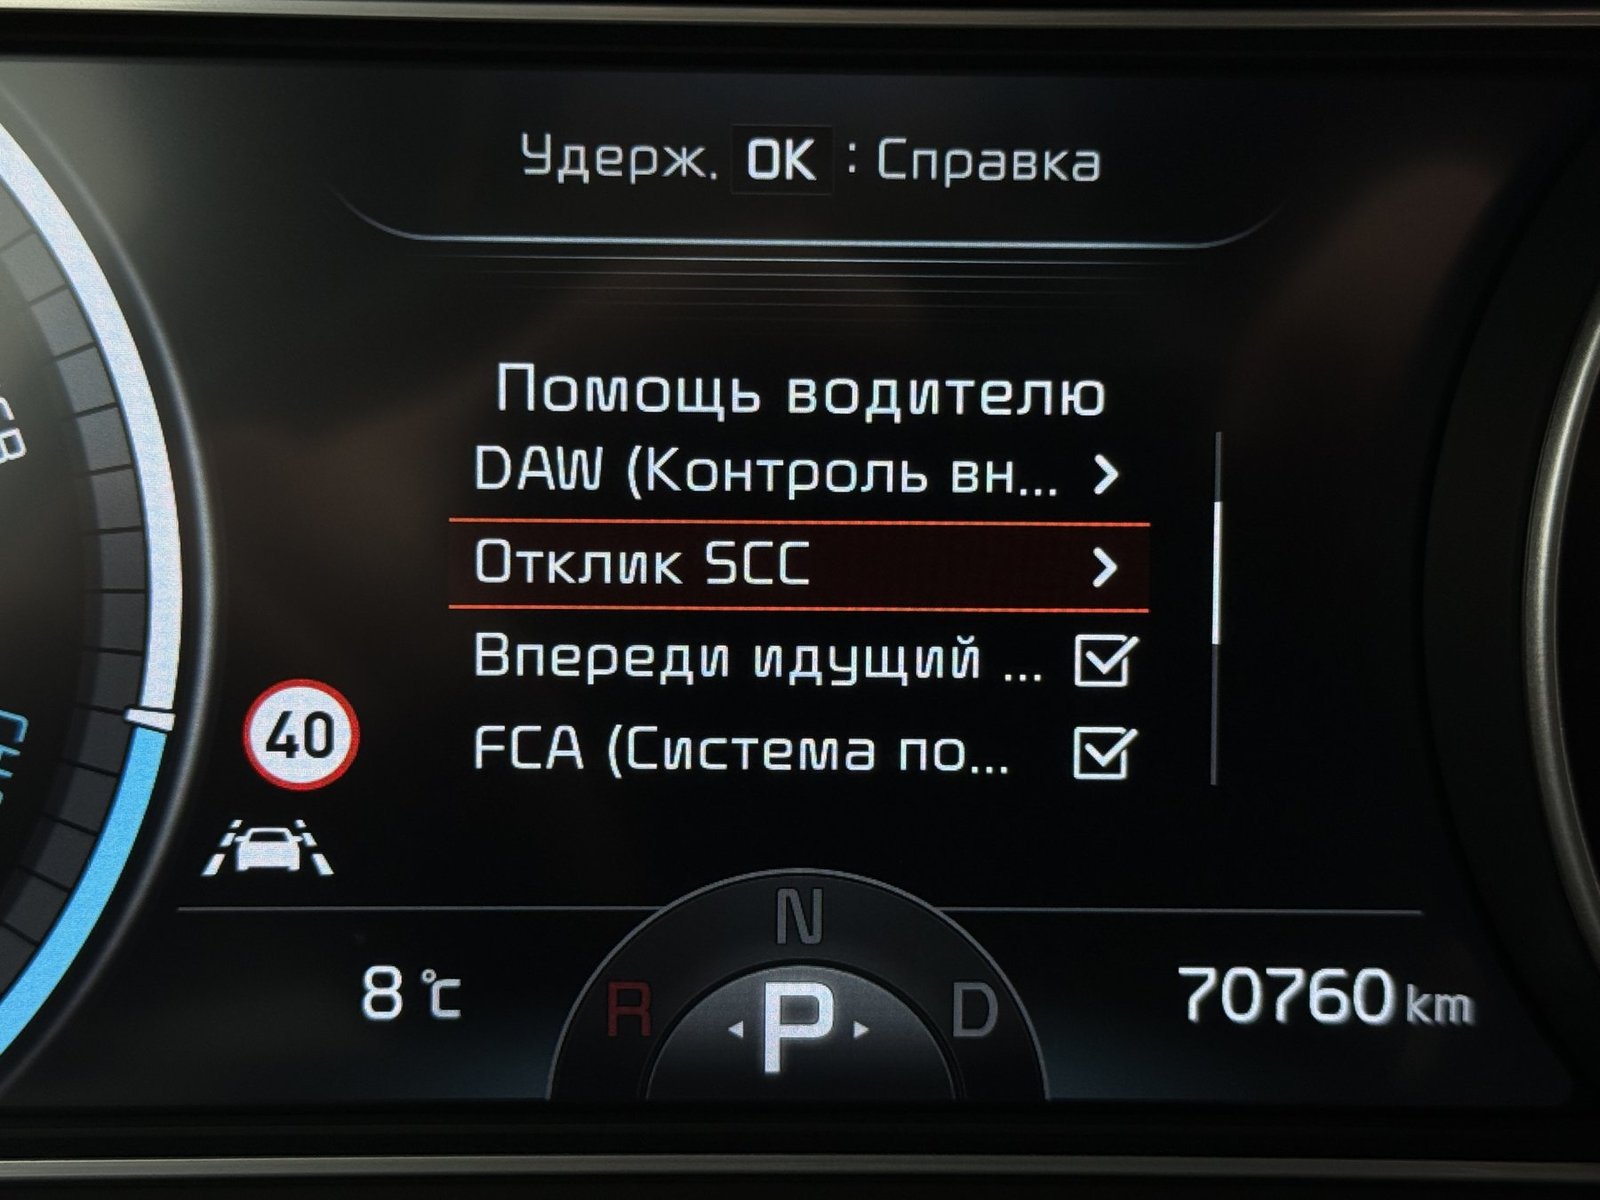 Удерж. OK : Справка
Помощь водителю
DAW (Контроль вн...
Отклик SCC
Впереди идущий ...
FCA (Система по...
40
N
R P D
8 °C
70760 km